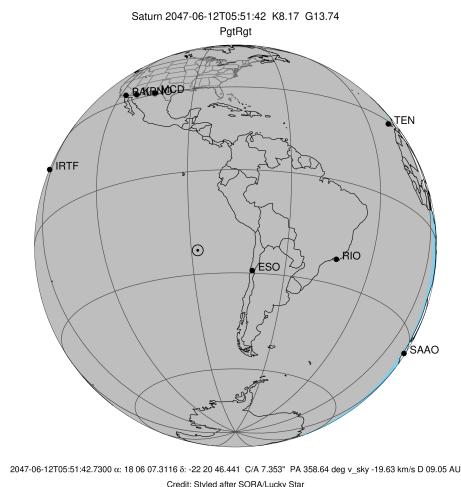 Saturn 2047-06-12T05:51:42  K8.17  G13.74
PgtRgt
MCD
TEN
IRTF
RIO
ESO
SAAO
2047-06-12T05:51:42.7300 α: 18 06 07.3116 δ: -22 20 46.441  C/A 7.353"  PA 358.64 deg v_sky -19.63 km/s D 09.05 AU
Credit: Styled after SORA/Lucky Star